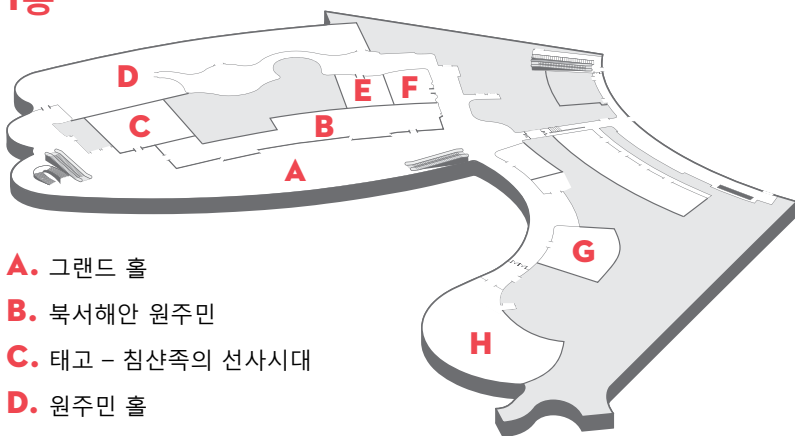 1층
D
E
F
C
B
A
G
H
A. 그랜드 홀
B. 북서해안 원주민
C. 태고 – 침샨족의 선사시대
D. 원주민 홀